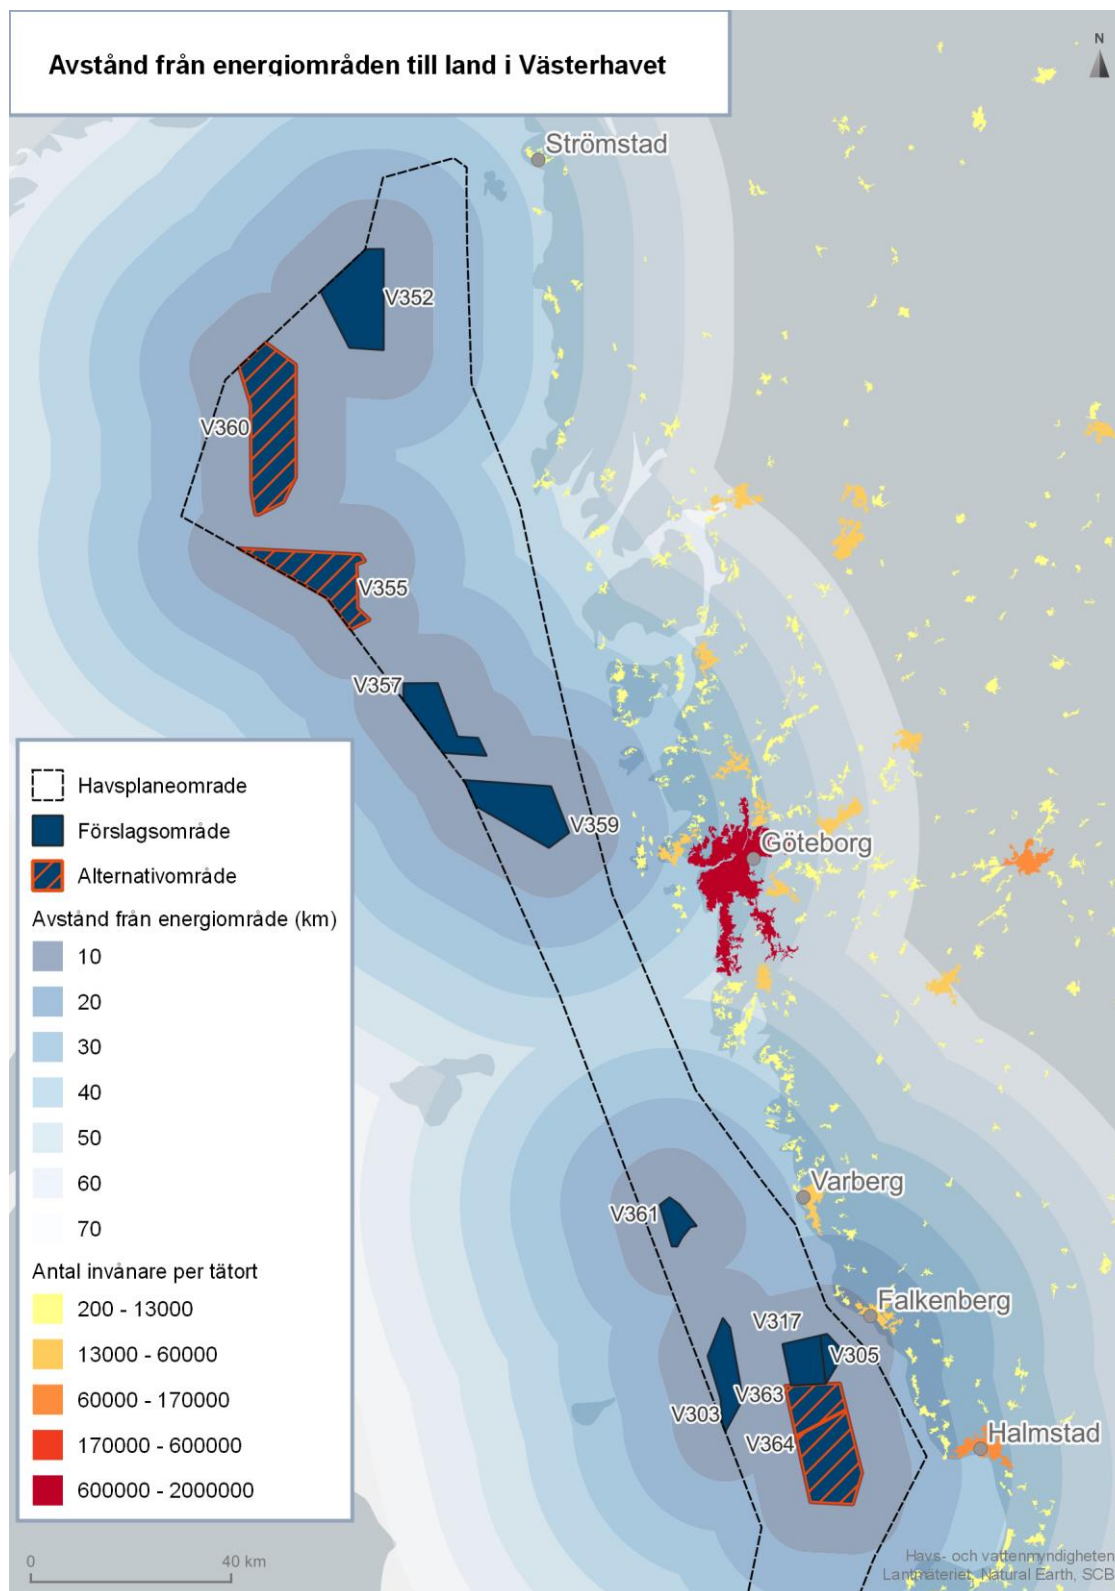 Avstånd från energiområden till land i Västerhavet
N
Strömstad
V352
V360
V355
V357
V359
Göteborg
Varberg
V361
Falkenberg
V317
V305
V363
V303
V364
Halmstad
Havsplaneområde
Förslagsområde
Alternativområde
Avstånd från energiområde (km)
10
20
30
40
50
60
70
Antal invånare per tätort
200 - 13000
13000 - 60000
60000 - 170000
170000 - 600000
600000 - 2000000
0 40 km
Havs- och vattenmyndigheten
Lantmäteriet, Natural Earth, SCB